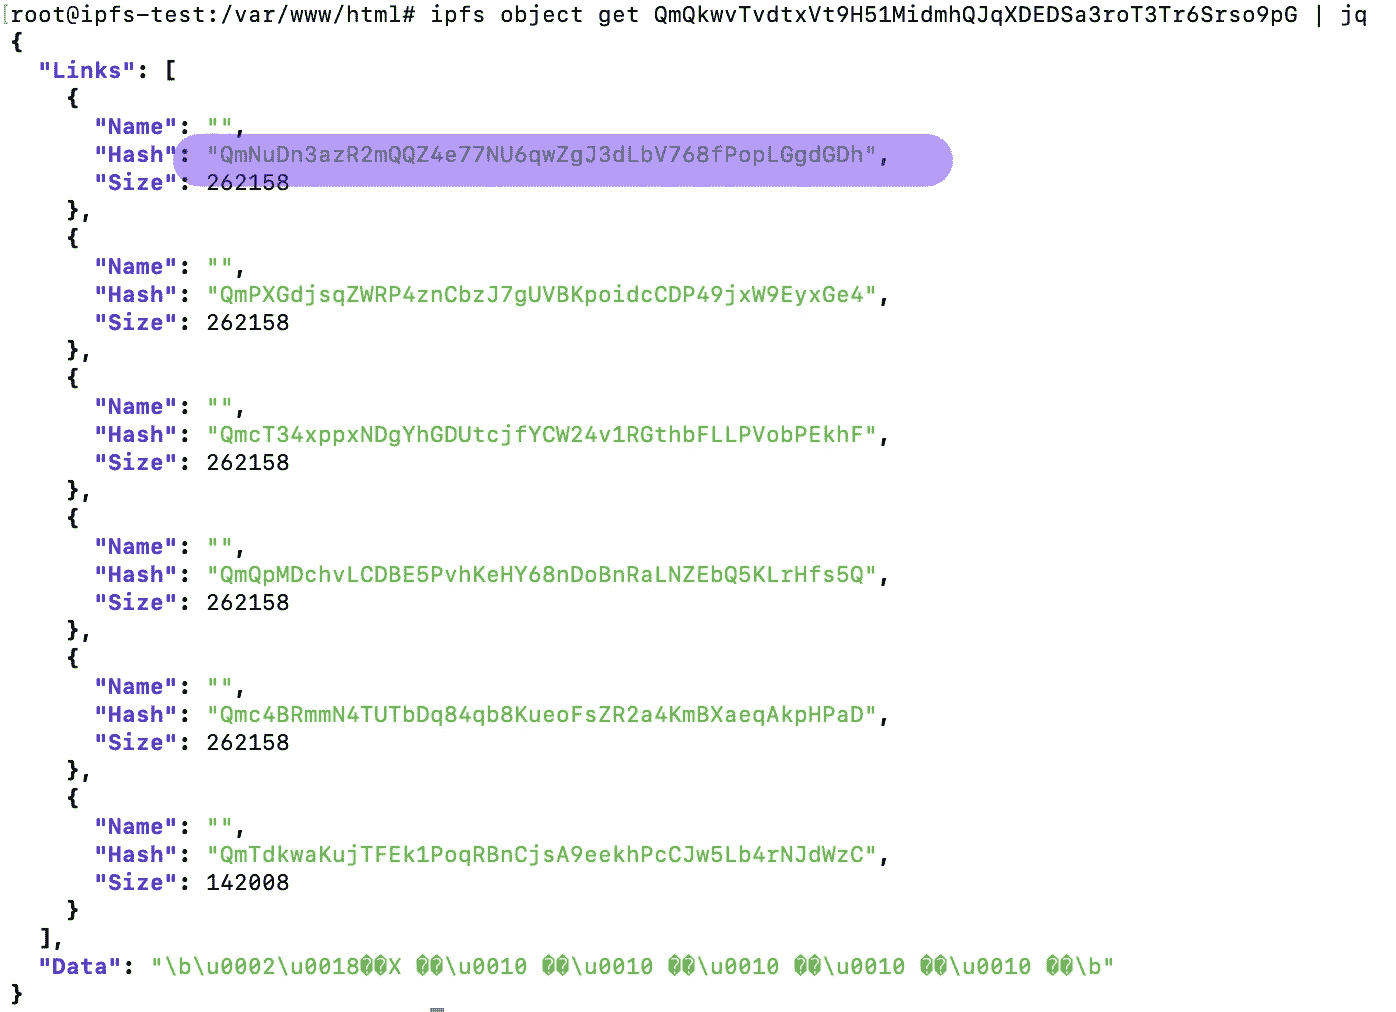 root@ipfs-test:/var/www/html# ipfs object get QmQkwvTvdtxVt9H51MidmhQJqXDEDSa3roT3Tr6Srso9pG | jq
{
  "Links": [
    {
      "Name": "",
      "Hash": "QmNuDn3azR2mQQZ4e77NU6qwZgJ3dLbV768fPopLGgdGDh",
      "Size": 262158
    },
    {
      "Name": "",
      "Hash": "QmPXGdjsqZWRP4znCbzJ7gUVBKpoidcCDP49jxW9EyxGe4",
      "Size": 262158
    },
    {
      "Name": "",
      "Hash": "QmcT34xppxNDgYhGDUtcjfYCW24v1RGthbFLLPVobPEkhF",
      "Size": 262158
    },
    {
      "Name": "",
      "Hash": "QmQpMDchvLCDBE5PvhKeHY68nDoBnRaLNZEbQ5KLrHfs5Q",
      "Size": 262158
    },
    {
      "Name": "",
      "Hash": "Qmc4BRmmN4TUTbDq84qb8KueoFsZR2a4KmBXaeqAkpHPaD",
      "Size": 262158
    },
    {
      "Name": "",
      "Hash": "QmTdkwaKujTFEk1PoqRBnCjsA9eekhPcCJw5Lb4rNJdWzC",
      "Size": 142008
    }
  ],
  "Data": "\b\u0002\u0018��X ��\u0010 ��\u0010 ��\u0010 ��\u0010 ��\u0010 ��\b"
}